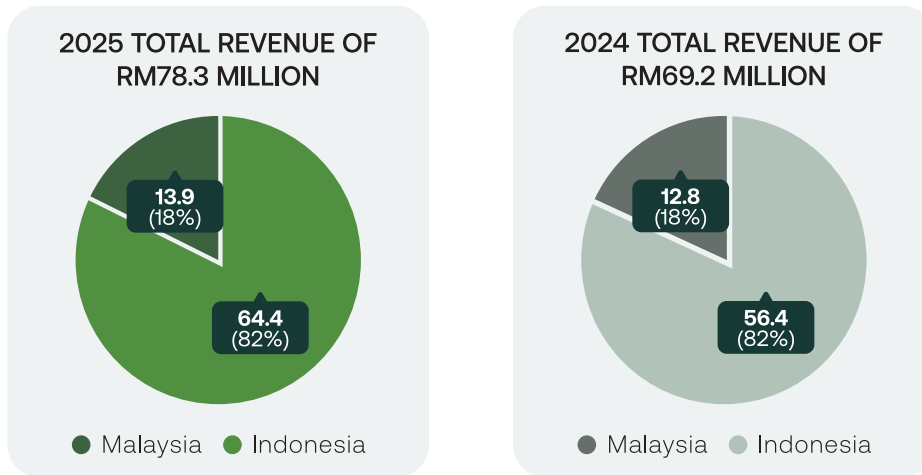 2025 TOTAL REVENUE OF
RM78.3 MILLION
13.9
(18%)
64.4
(82%)
Malaysia
Indonesia
2024 TOTAL REVENUE OF
RM69.2 MILLION
12.8
(18%)
56.4
(82%)
Malaysia
Indonesia